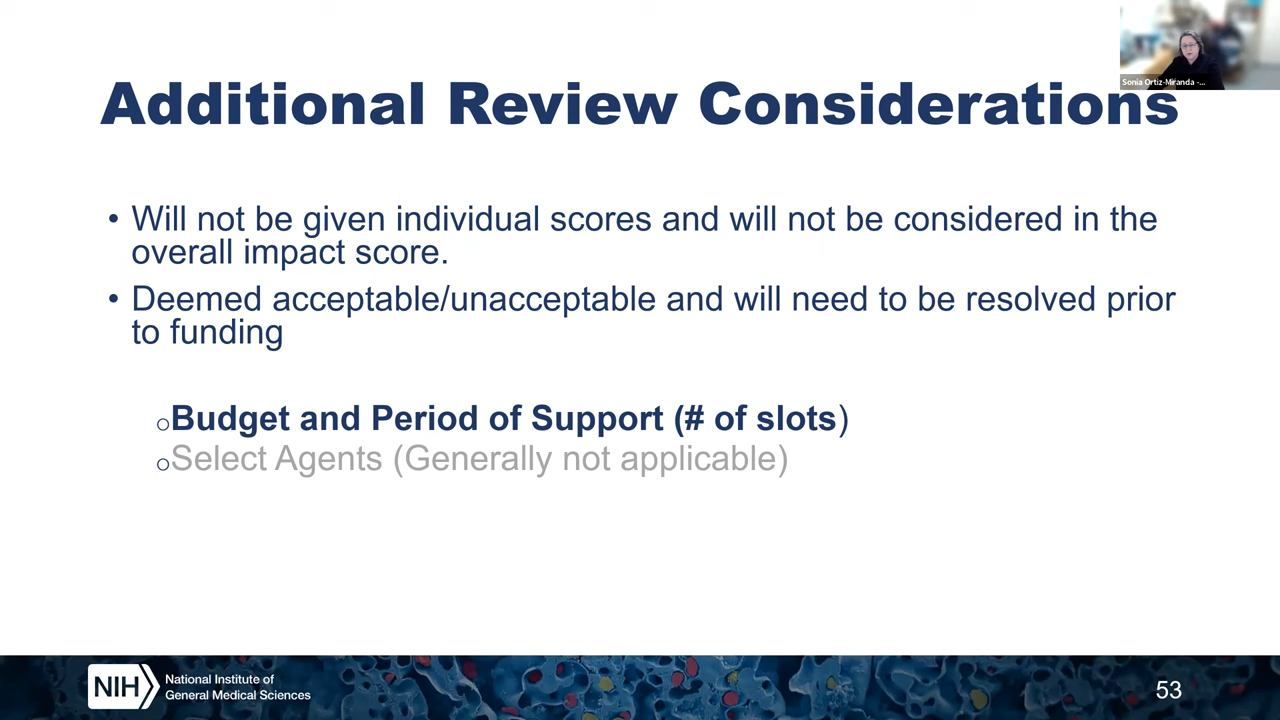 Sonia Ortiz-Miranda -...
Additional Review Considerations
• Will not be given individual scores and will not be considered in the
overall impact score.
• Deemed acceptable/unacceptable and will need to be resolved prior
to funding
o Budget and Period of Support (# of slots)
o Select Agents (Generally not applicable)
NIH
National Institute of
General Medical Sciences
53